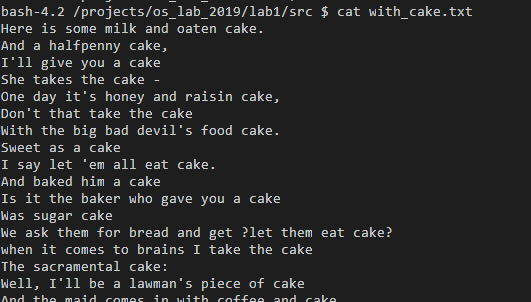 bash-4.2 /projects/os_lab_2019/lab1/src $ cat with_cake.txt
Here is some milk and oaten cake.
And a halfpenny cake,
I'll give you a cake
She takes the cake -
One day it's honey and raisin cake,
Don't that take the cake
With the big bad devil's food cake.
Sweet as a cake
I say let 'em all eat cake.
And baked him a cake
Is it the baker who gave you a cake
Was sugar cake
We ask them for bread and get ?let them eat cake?
when it comes to brains I take the cake
The sacramental cake:
Well, I'll be a lawman's piece of cake
And the maid comes in with coffee and cake